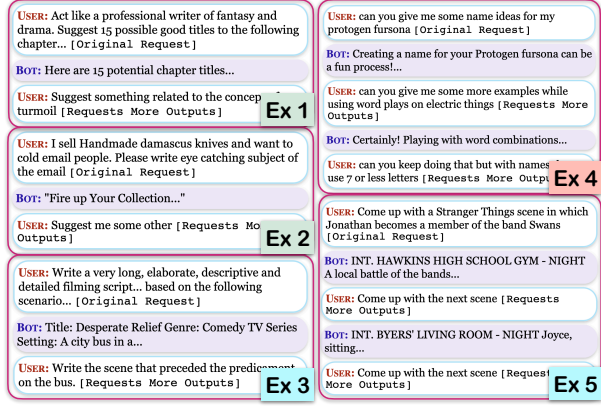 USER: Act like a professional writer of fantasy and
drama. Suggest 15 possible good titles to the following
chapter... [Original Request]
BOT: Here are 15 potential chapter titles...
USER: Suggest something related to the concept of
turmoil [Requests More Outputs]
Ex 1
USER: I sell Handmade damascus knives and want to
cold email people. Please write eye catching subject of
the email [Original Request]
BOT: "Fire up Your Collection..."
USER: Suggest me some other [Requests Mo
Outputs]
Ex 2
USER: Write a very long, elaborate, descriptive and
detailed filming script... based on the following
scenario... [Original Request]
BOT: Title: Desperate Relief Genre: Comedy TV Series
Setting: A city bus in a...
USER: Write the scene that preceded the predicament
on the bus. [Requests More Outputs]
Ex 3
USER: can you give me some name ideas for my
protogen fursona [Original Request]
BOT: Creating a name for your Protogen fursona can be
a fun process!...
USER: can you give me some more examples while
using word plays on electric things [Requests More
Outputs]
BOT: Certainly! Playing with word combinations...
USER: can you keep doing that but with names
use 7 or less letters [Requests More Outp
Ex 4
USER: Come up with a Stranger Things scene in which
Jonathan becomes a member of the band Swans
[Original Request]
BOT: INT. HAWKINS HIGH SCHOOL GYM - NIGHT
A local battle of the bands...
USER: Come up with the next scene [Requests
More Outputs]
BOT: INT. BYERS' LIVING ROOM - NIGHT Joyce,
sitting...
USER: Come up with the next scene [Request
More Outputs]
Ex 5